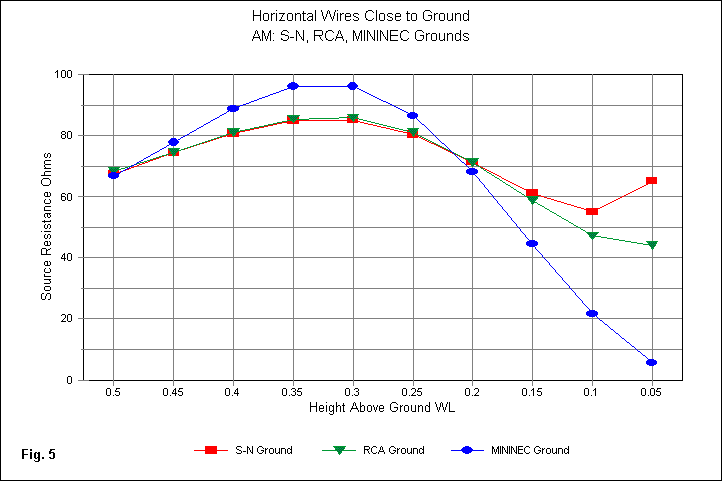 Horizontal Wires Close to Ground
AM: S-N, RCA, MININEC Grounds
Source Resistance Ohms
100
80
60
40
20
0
0.5 0.45 0.4 0.35 0.3 0.25 0.2 0.15 0.1 0.05
Height Above Ground WL
Fig. 5
S-N Ground RCA Ground MININEC Ground